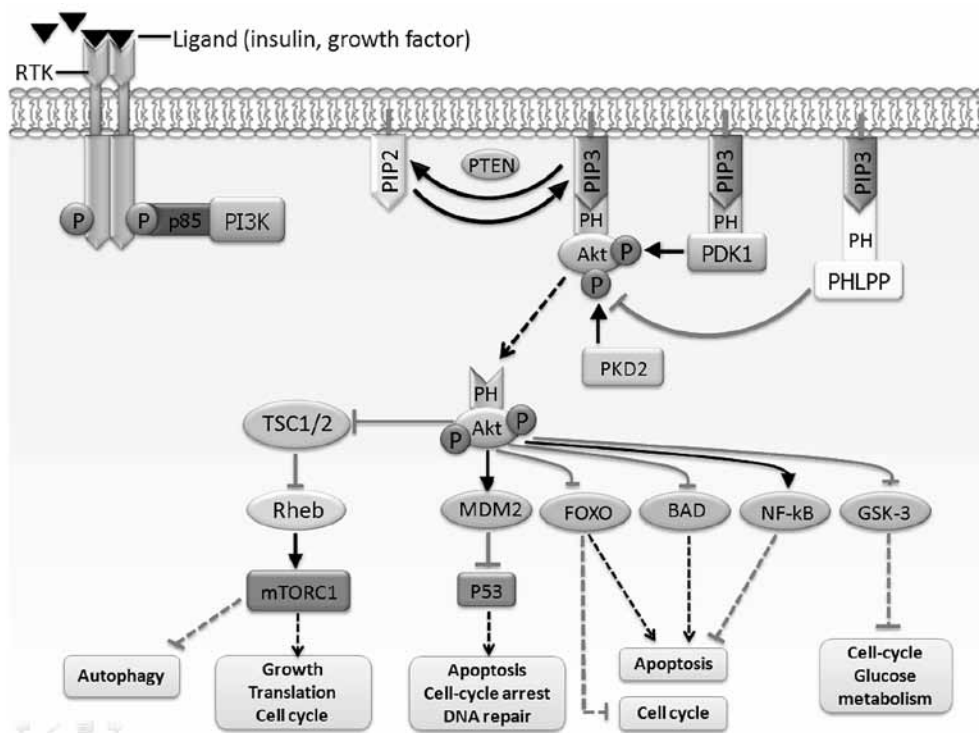 Ligand (insulin, growth factor)
RTK
PIP2
PTEN
PIP3
PIP3
PIP3
P
P
p85
PI3K
PH
PH
PH
Akt
P
PDK1
P
PHLPP
PKD2
PH
TSC1/2
P
Akt
P
Rheb
MDM2
FOXO
BAD
NF-kB
GSK-3
mTORC1
P53
Autophagy
Growth
Translation
Cell cycle
Apoptosis
Cell-cycle arrest
DNA repair
Apoptosis
Cell cycle
Cell-cycle
Glucose
metabolism